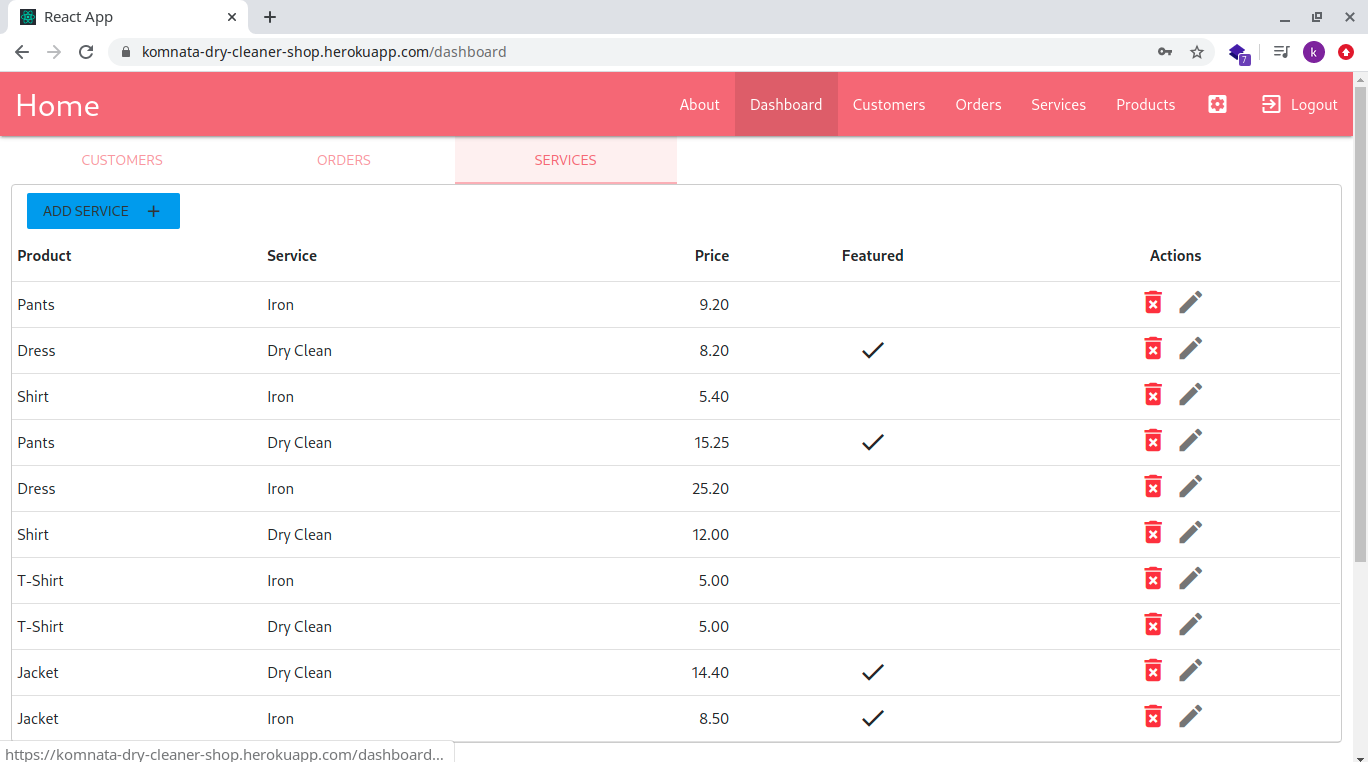 React App
komnata-dry-cleaner-shop.herokuapp.com/dashboard
7
k
Home About Dashboard Customers Orders Services Products Logout
CUSTOMERS ORDERS SERVICES
ADD SERVICE +
Product Service Price Featured Actions
Pants Iron 9.20
Dress Dry Clean 8.20
Shirt Iron 5.40
Pants Dry Clean 15.25
Dress Iron 25.20
Shirt Dry Clean 12.00
T-Shirt Iron 5.00
T-Shirt Dry Clean 5.00
Jacket Dry Clean 14.40
Jacket Iron 8.50
https://komnata-dry-cleaner-shop.herokuapp.com/dashboard...